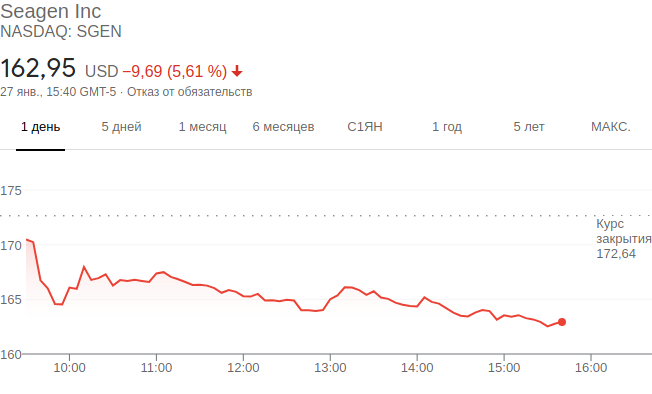 Seagen Inc
NASDAQ: SGEN
162,95 USD −9,69 (5,61 %)
27 янв., 15:40 GMT-5 · Отказ от обязательств
1 день 5 дней 1 месяц 6 месяцев С1ЯН 1 год 5 лет МАКС.
175
Курс
закрытия
172,64
170
165
160
10:00 11:00 12:00 13:00 14:00 15:00 16:00